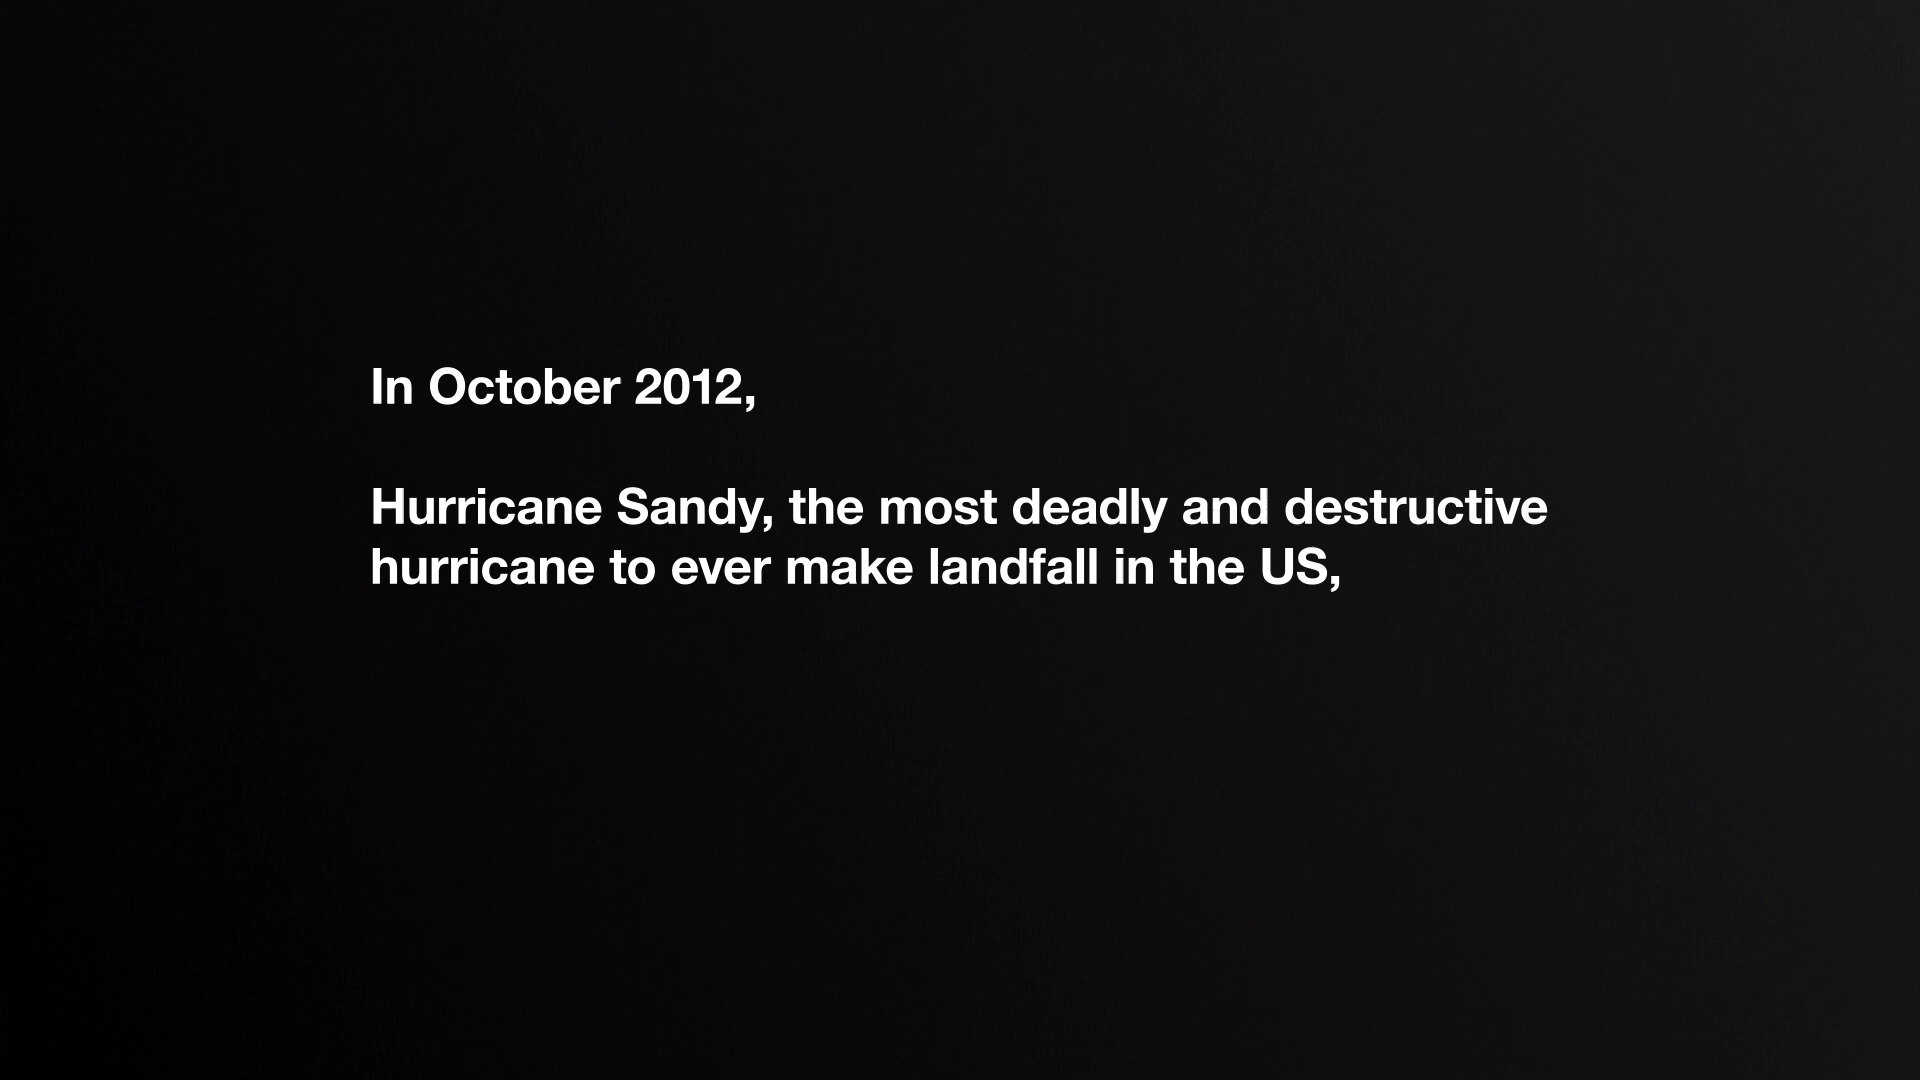 In October 2012,
Hurricane Sandy, the most deadly and destructive
hurricane to ever make landfall in the US,